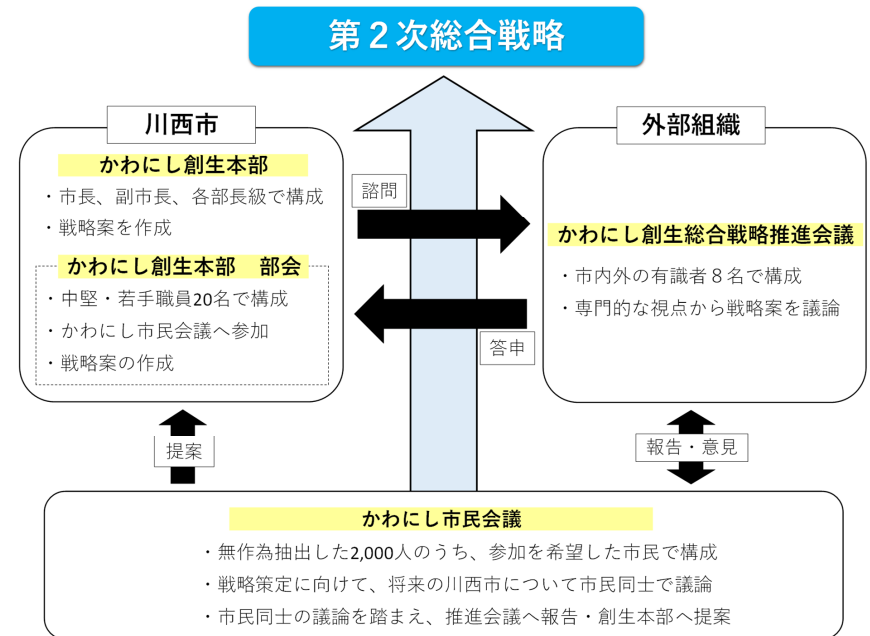 第２次総合戦略
川西市
かわにし創生本部
・市長、副市長、各部長級で構成
・戦略案を作成
かわにし創生本部　部会
・中堅・若手職員20名で構成
・かわにし市民会議へ参加
・戦略案の作成
諮問
答申
外部組織
かわにし創生総合戦略推進会議
・市内外の有識者８名で構成
・専門的な視点から戦略案を議論
提案
報告・意見
かわにし市民会議
・無作為抽出した2,000人のうち、参加を希望した市民で構成
・戦略策定に向けて、将来の川西市について市民同士で議論
・市民同士の議論を踏まえ、推進会議へ報告・創生本部へ提案